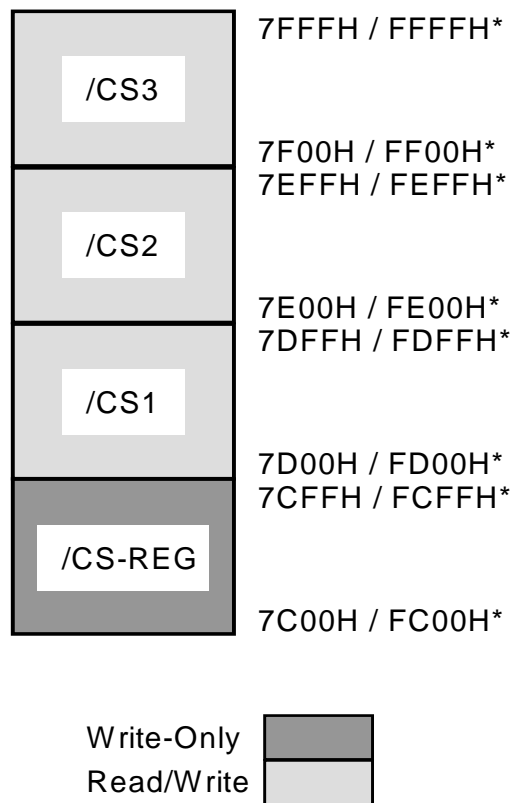 7FFFH / FFFFH*
/CS3
7F00H / FF00H*
7EFFH / FEFFH*
/CS2
7E00H / FE00H*
7DFFH / FDFFH*
/CS1
7D00H / FD00H*
7CFFH / FCFFH*
/CS-REG
7C00H / FC00H*
Write-Only
Read/Write